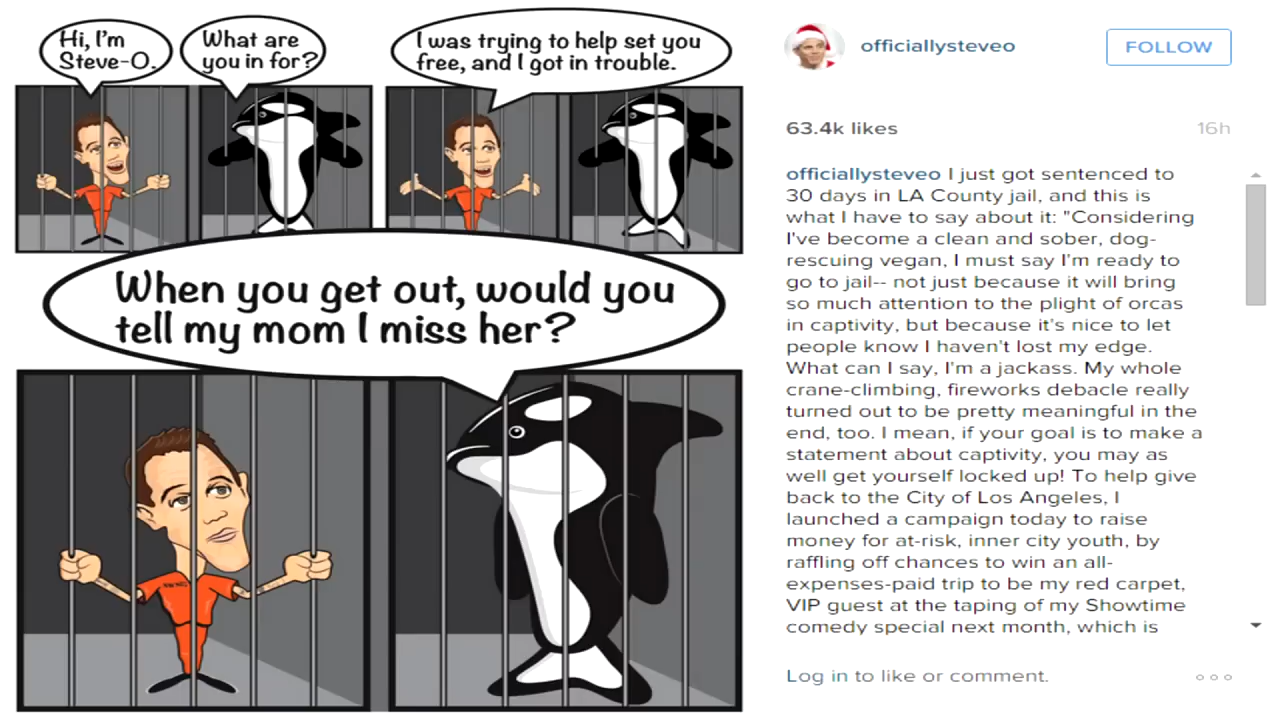 Hi, I'm
Steve-O.
What are
you in for?
I was trying to help set you
free, and I got in trouble.
When you get out, would you
tell my mom I miss her?
officiallysteveo
FOLLOW
63.4k likes
16h
officiallysteveo I just got sentenced to
30 days in LA County jail, and this is
what I have to say about it: "Considering
I've become a clean and sober, dog-
rescuing vegan, I must say I'm ready to
go to jail-- not just because it will bring
so much attention to the plight of orcas
in captivity, but because it's nice to let
people know I haven't lost my edge.
What can I say, I'm a jackass. My whole
crane-climbing, fireworks debacle really
turned out to be pretty meaningful in the
end, too. I mean, if your goal is to make a
statement about captivity, you may as
well get yourself locked up! To help give
back to the City of Los Angeles, I
launched a campaign today to raise
money for at-risk, inner city youth, by
raffling off chances to win an all-
expenses-paid trip to be my red carpet,
VIP guest at the taping of my Showtime
comedy special next month, which is
Log in to like or comment.